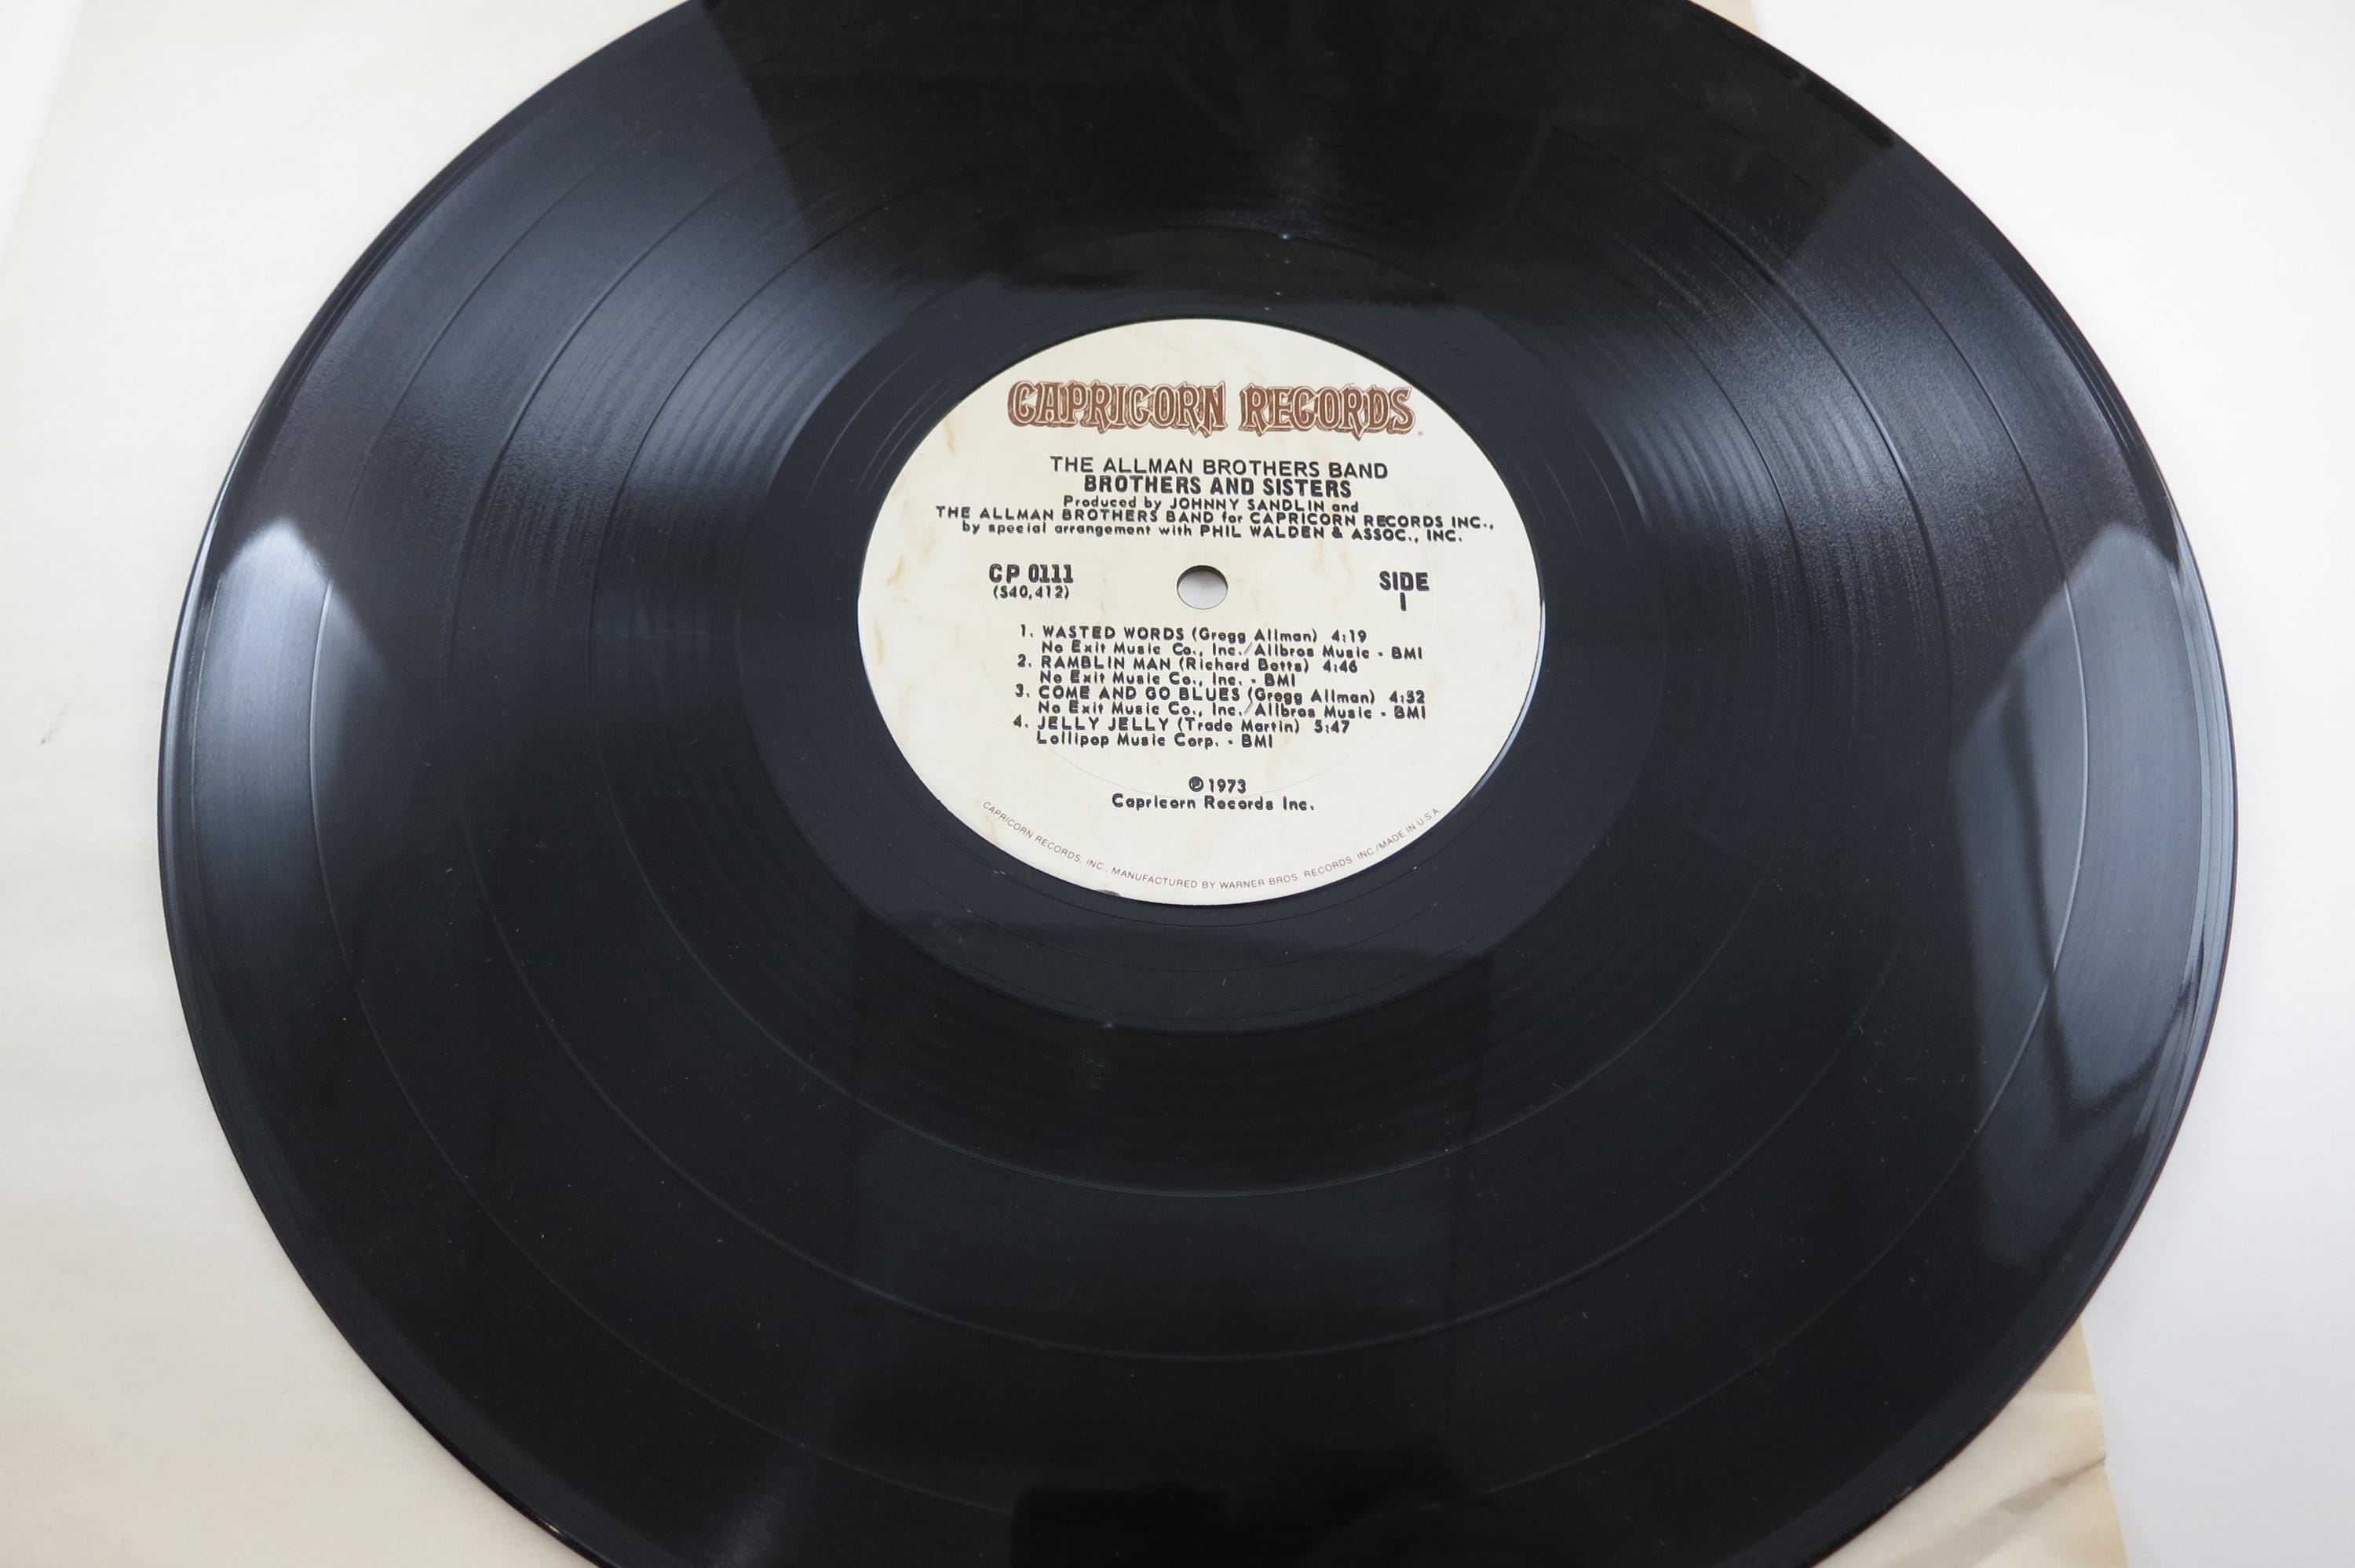 CAPRICORN RECORDS
THE ALLMAN BROTHERS BAND
BROTHERS AND SISTERS
Produced by JOHNNY SANDLIN and
THE ALLMAN BROTHERS BAND for CAPRICORN RECORDS INC.,
by special arrangement with PHIL WALDEN & ASSOC., INC.
CP 0111
(S40,412)
SIDE
1
1. WASTED WORDS (Gregg Allman) 4:19
No Exit Music Co., Inc./Allbros Music - BMI
2. RAMBLIN MAN (Richard Betts) 4:46
No Exit Music Co., Inc. - BMI
3. COME AND GO BLUES (Gregg Allman) 4:52
No Exit Music Co., Inc./Allbros Music - BMI
4. JELLY JELLY (Trade Martin) 5:47
Lollipop Music Corp. - BMI
℗ 1973
Capricorn Records Inc.
CAPRICORN RECORDS, INC., MANUFACTURED BY WARNER BROS. RECORDS INC./MADE IN U.S.A.